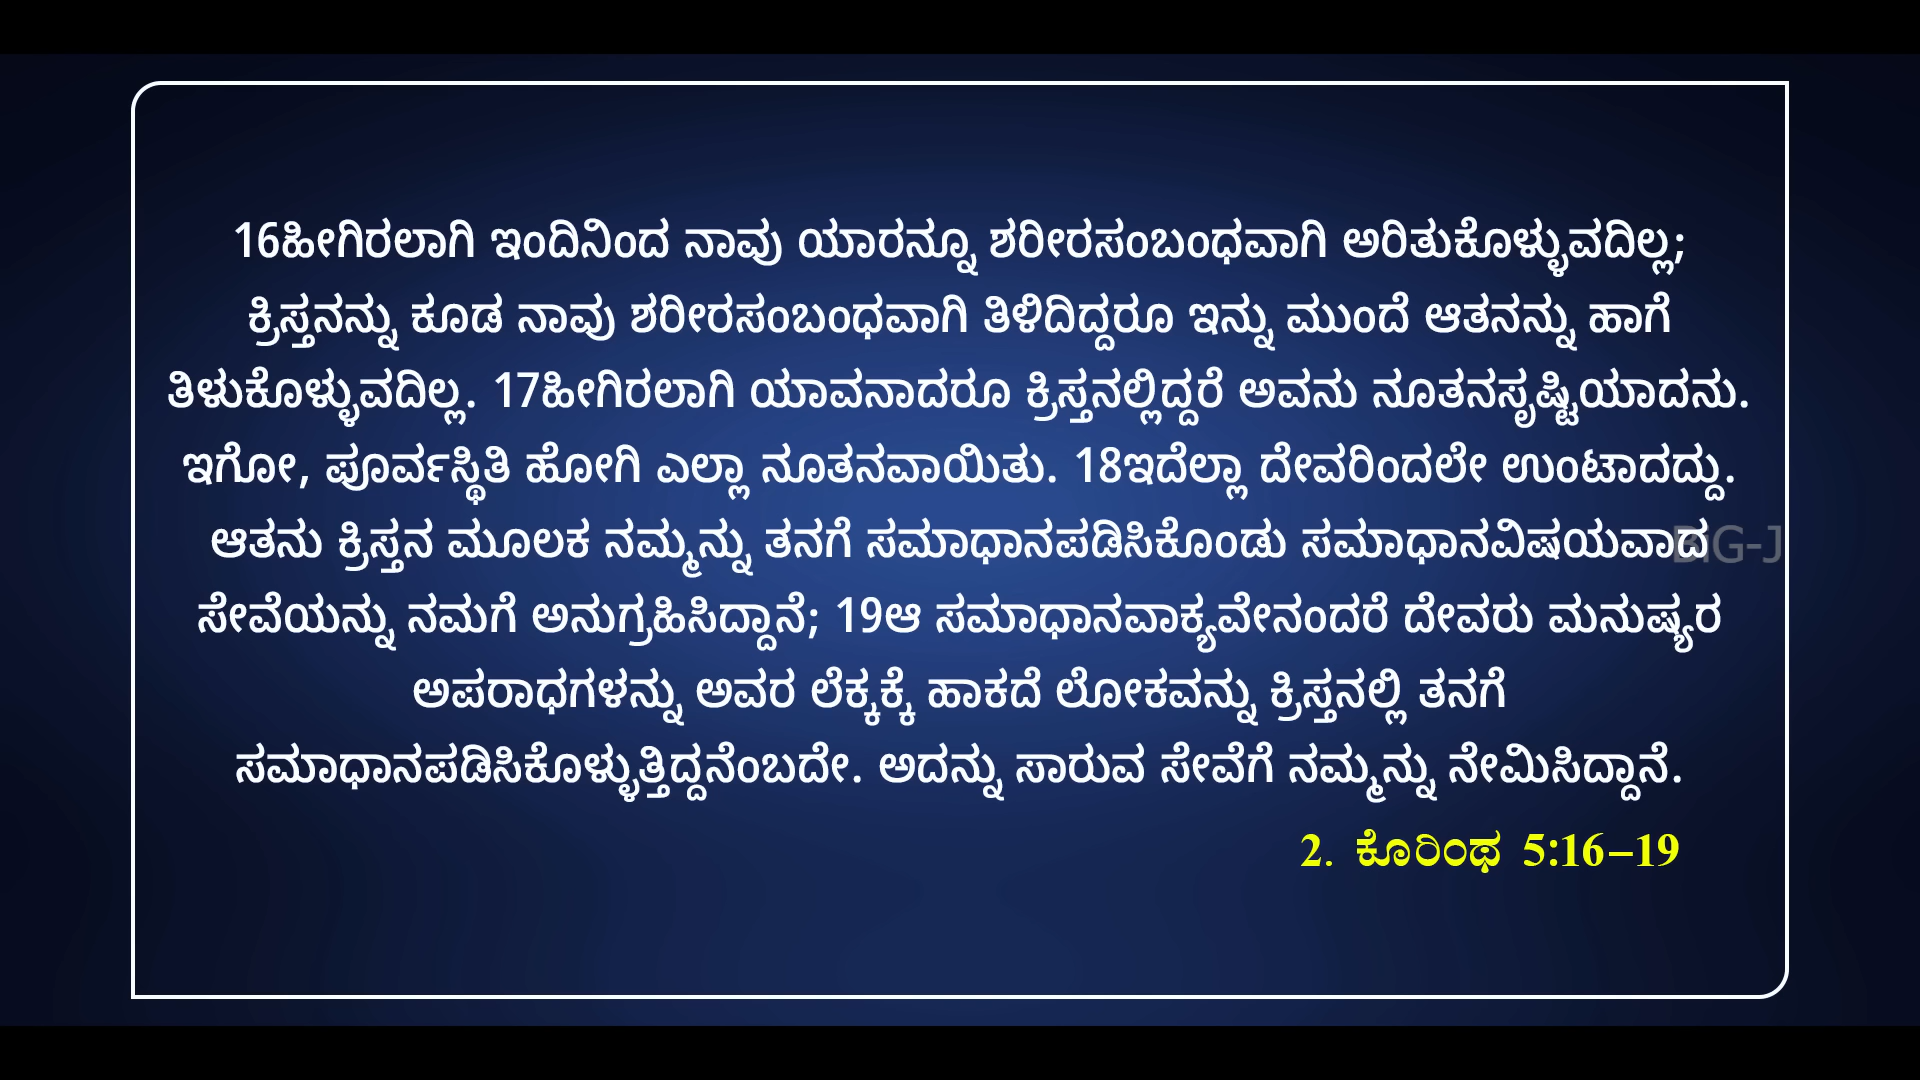 16ಹೀಗಿರಲಾಗಿ ಇಂದಿನಿಂದ ನಾವು ಯಾರನ್ನೂ ಶರೀರಸಂಬಂಧವಾಗಿ ಅರಿತುಕೊಳ್ಳುವದಿಲ್ಲ;
ಕ್ರಿಸ್ತನನ್ನು ಕೂಡ ನಾವು ಶರೀರಸಂಬಂಧವಾಗಿ ತಿಳಿದಿದ್ದರೂ ಇನ್ನು ಮುಂದೆ ಆತನನ್ನು ಹಾಗೆ
ತಿಳುಕೊಳ್ಳುವದಿಲ್ಲ. 17ಹೀಗಿರಲಾಗಿ ಯಾವನಾದರೂ ಕ್ರಿಸ್ತನಲ್ಲಿದ್ದರೆ ಅವನು ನೂತನಸೃಷ್ಟಿಯಾದನು.
ಇಗೋ, ಪೂರ್ವಸ್ಥಿತಿ ಹೋಗಿ ಎಲ್ಲಾ ನೂತನವಾಯಿತು. 18ಇದೆಲ್ಲಾ ದೇವರಿಂದಲೇ ಉಂಟಾದದ್ದು.
ಆತನು ಕ್ರಿಸ್ತನ ಮೂಲಕ ನಮ್ಮನ್ನು ತನಗೆ ಸಮಾಧಾನಪಡಿಸಿಕೊಂಡು ಸಮಾಧಾನವಿಷಯವಾದ
BIG-J
ಸೇವೆಯನ್ನು ನಮಗೆ ಅನುಗ್ರಹಿಸಿದ್ದಾನೆ; 19ಆ ಸಮಾಧಾನವಾಕ್ಯವೇನಂದರೆ ದೇವರು ಮನುಷ್ಯರ
ಅಪರಾಧಗಳನ್ನು ಅವರ ಲೆಕ್ಕಕ್ಕೆ ಹಾಕದೆ ಲೋಕವನ್ನು ಕ್ರಿಸ್ತನಲ್ಲಿ ತನಗೆ
ಸಮಾಧಾನಪಡಿಸಿಕೊಳ್ಳುತ್ತಿದ್ದನೆಂಬದೇ. ಅದನ್ನು ಸಾರುವ ಸೇವೆಗೆ ನಮ್ಮನ್ನು ನೇಮಿಸಿದ್ದಾನೆ.
2. ಕೊರಿಂಥ 5:16–19